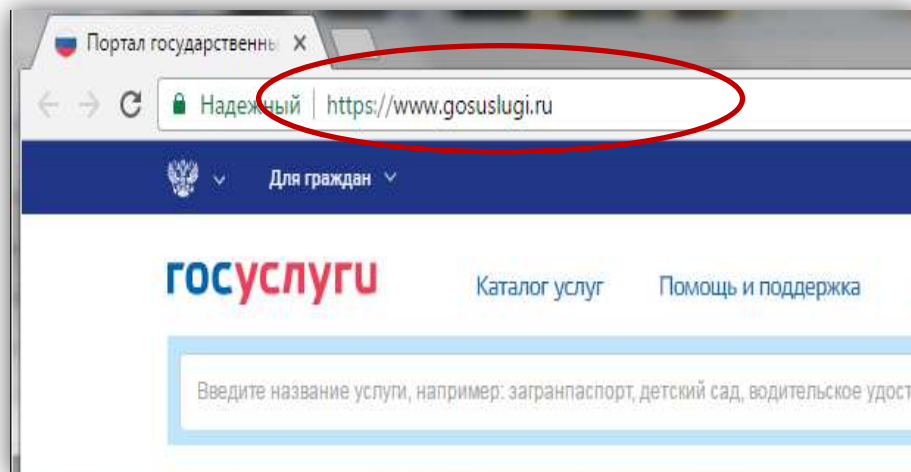 Портал государственны
Надежный | https://www.gosuslugi.ru
Для граждан
госуслуги
Каталог услуг Помощь и поддержка
Введите название услуги, например: загранпаспорт, детский сад, водительское удост